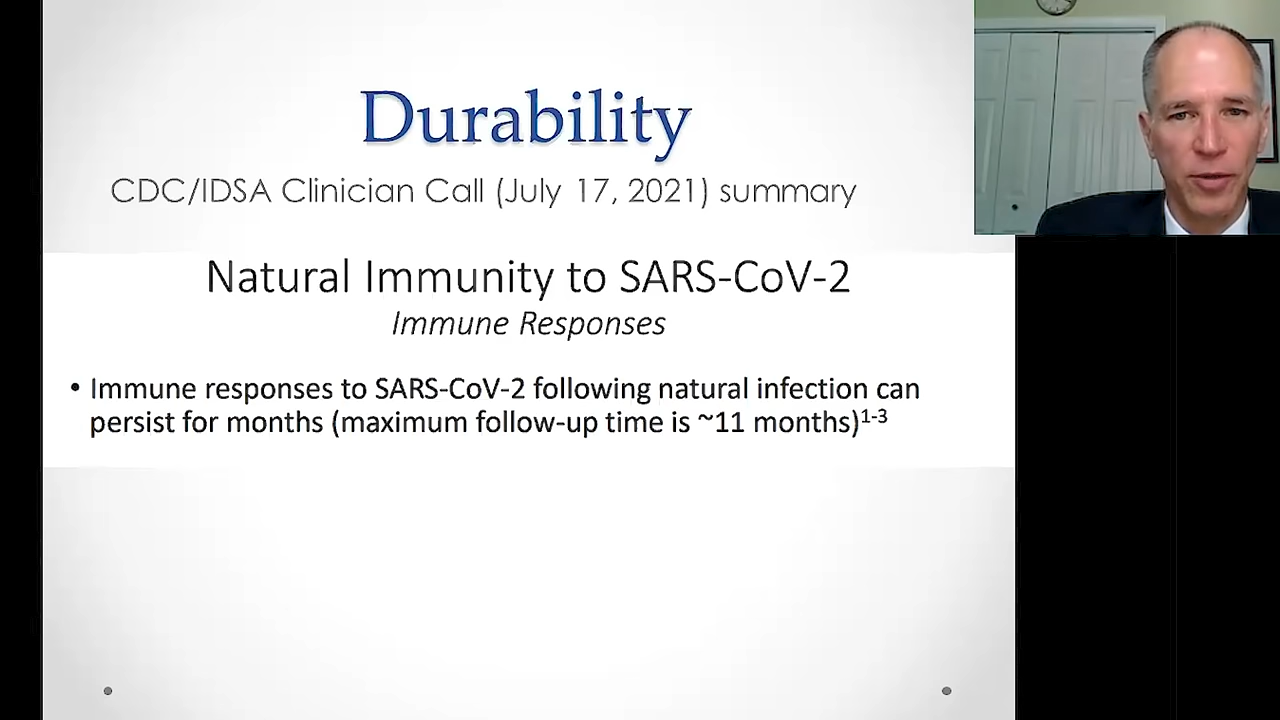 Durability
CDC/IDSA Clinician Call (July 17, 2021) summary
Natural Immunity to SARS-CoV-2
Immune Responses
• Immune responses to SARS-CoV-2 following natural infection can
persist for months (maximum follow-up time is ~11 months)1-3